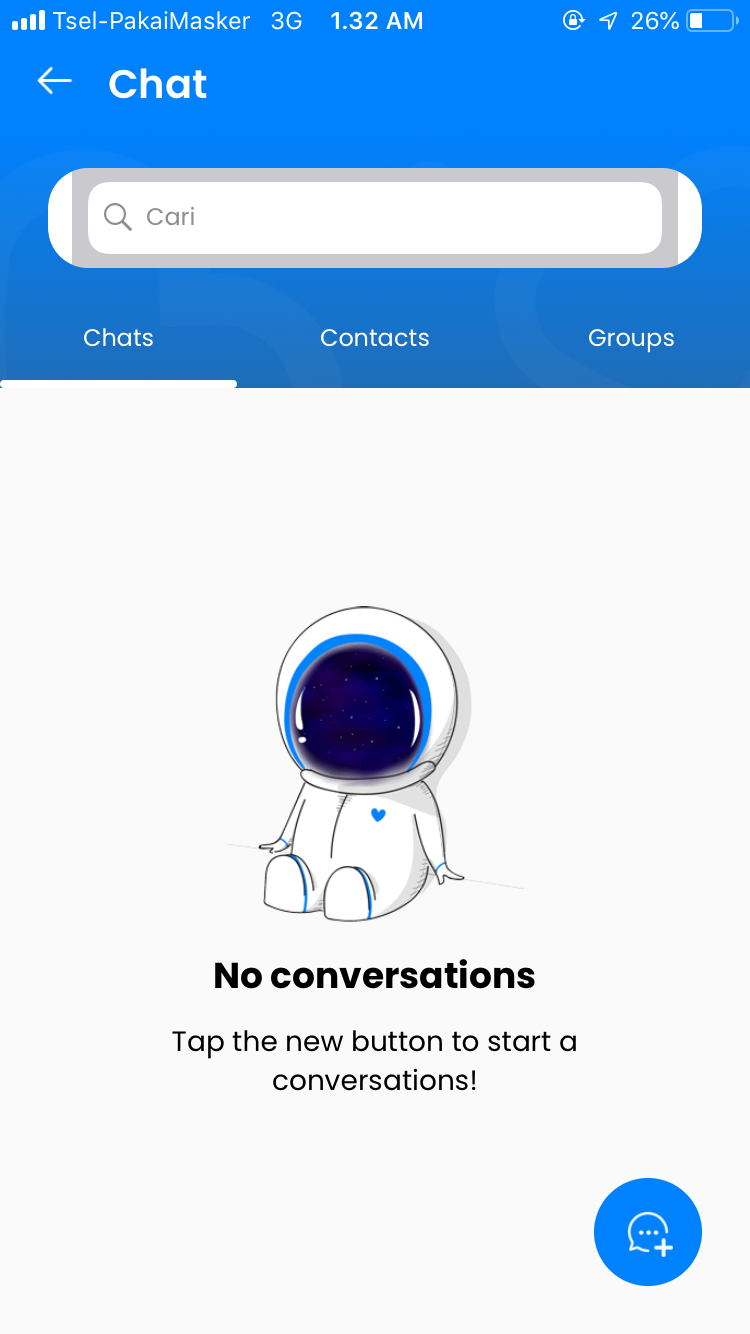 Tsel-PakaiMasker 3G 1.32 AM 26%
Chat
Cari
Chats Contacts Groups
No conversations
Tap the new button to start a
conversations!